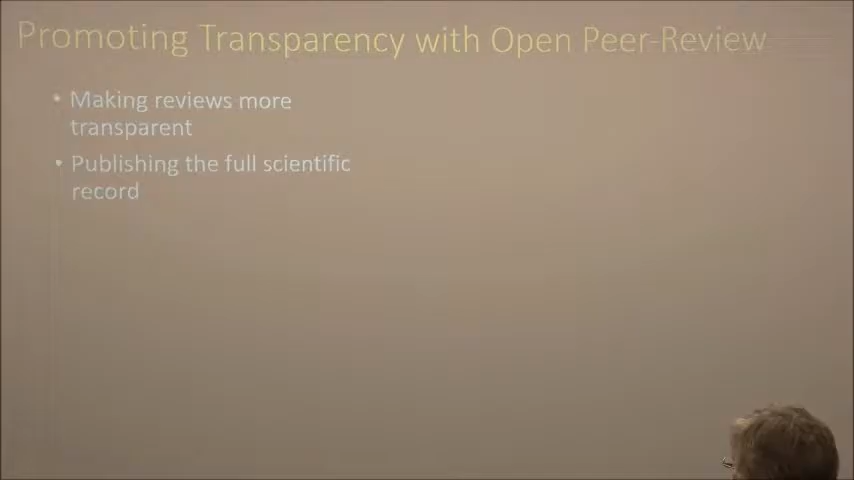 Promoting Transparency with Open Peer-Review
• Making reviews more
transparent
• Publishing the full scientific
record